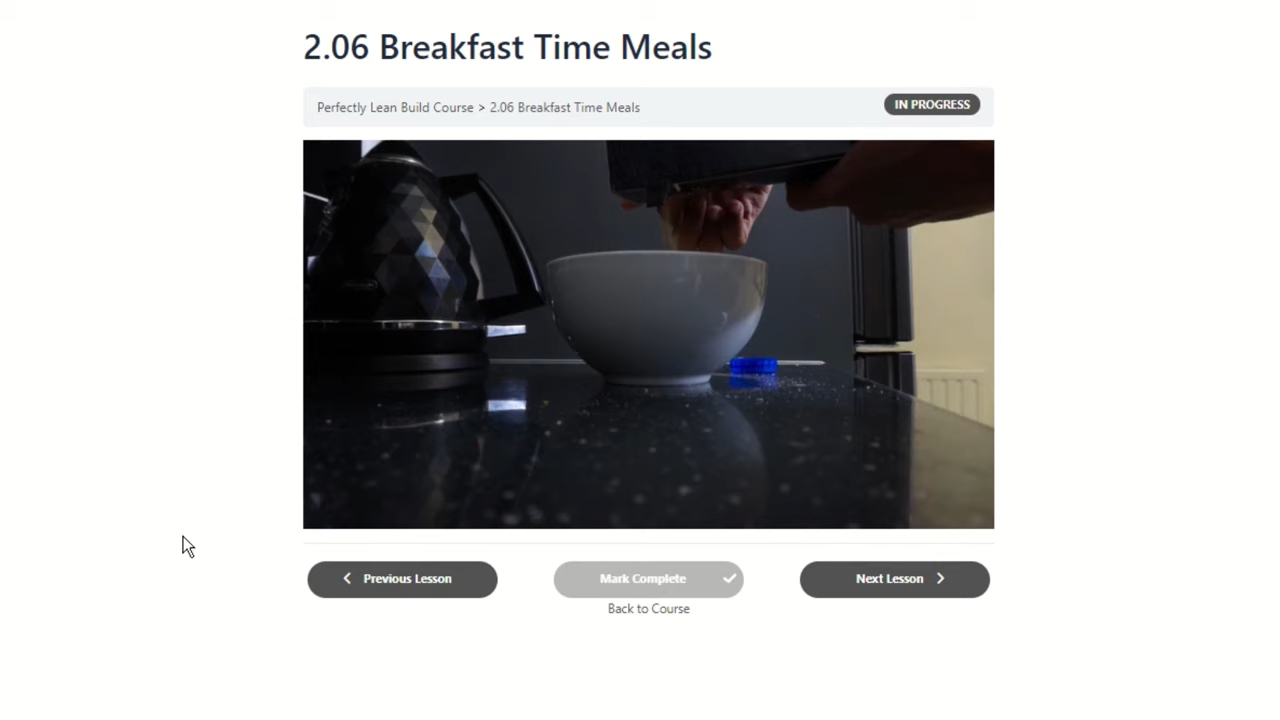 2.06 Breakfast Time Meals
Perfectly Lean Build Course > 2.06 Breakfast Time Meals
IN PROGRESS
Previous Lesson
Mark Complete
Next Lesson
Back to Course